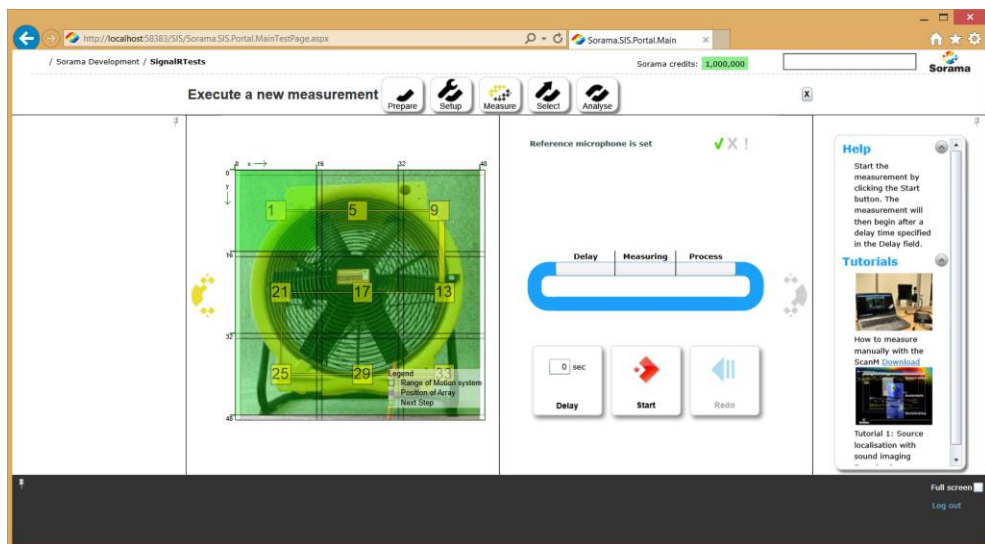 http://localhost:58383/SIS/Sorama.SIS.Portal.MainTestPage.aspx
Sorama.SIS.Portal.Main
/ Sorama Development / SignalRTests
Sorama credits: 1,000,000
Sorama
Execute a new measurement
Prepare
Setup
Measure
Select
Analyse
X
0 x 16 32 48
0
y
16
32
48
1 5 9
21 17 13
25 29 33
Legend
Range of Motion system
Position of Array
Next Step
Reference microphone is set
Delay Measuring Process
0 sec
Delay
Start
Redo
Help
Start the
measurement by
clicking the Start
button. The
measurement will
then begin after a
delay time specified
in the Delay field.
Tutorials
How to measure
manually with the
ScanM Download
Tutorial 1: Source
localisation with
sound imaging
Full screen
Log out